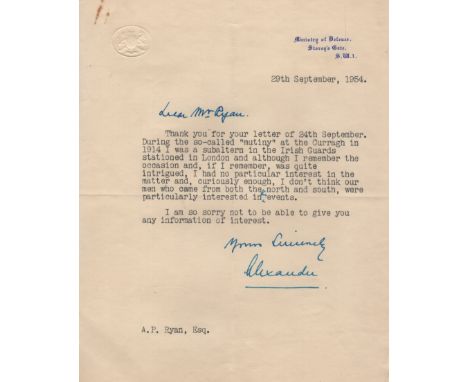 Ministry of Defence,
Storey's Gate,
S.W.1.
29th September, 1954.
Dear Mr Ryan.
Thank you for your letter of 24th September.
During the so-called "mutiny" at the Curragh in
1914 I was a subaltern in the Irish Guards
stationed in London and although I remember the
occasion and, if I remember, was quite
intrigued, I had no particular interest in the
matter and, curiously enough, I don't think our
men who came from both the north and south, were
particularly interested in events.
I am so sorry not to be able to give you
any information of interest.
Yours Sincerely
Alexander
A.P. Ryan, Esq.